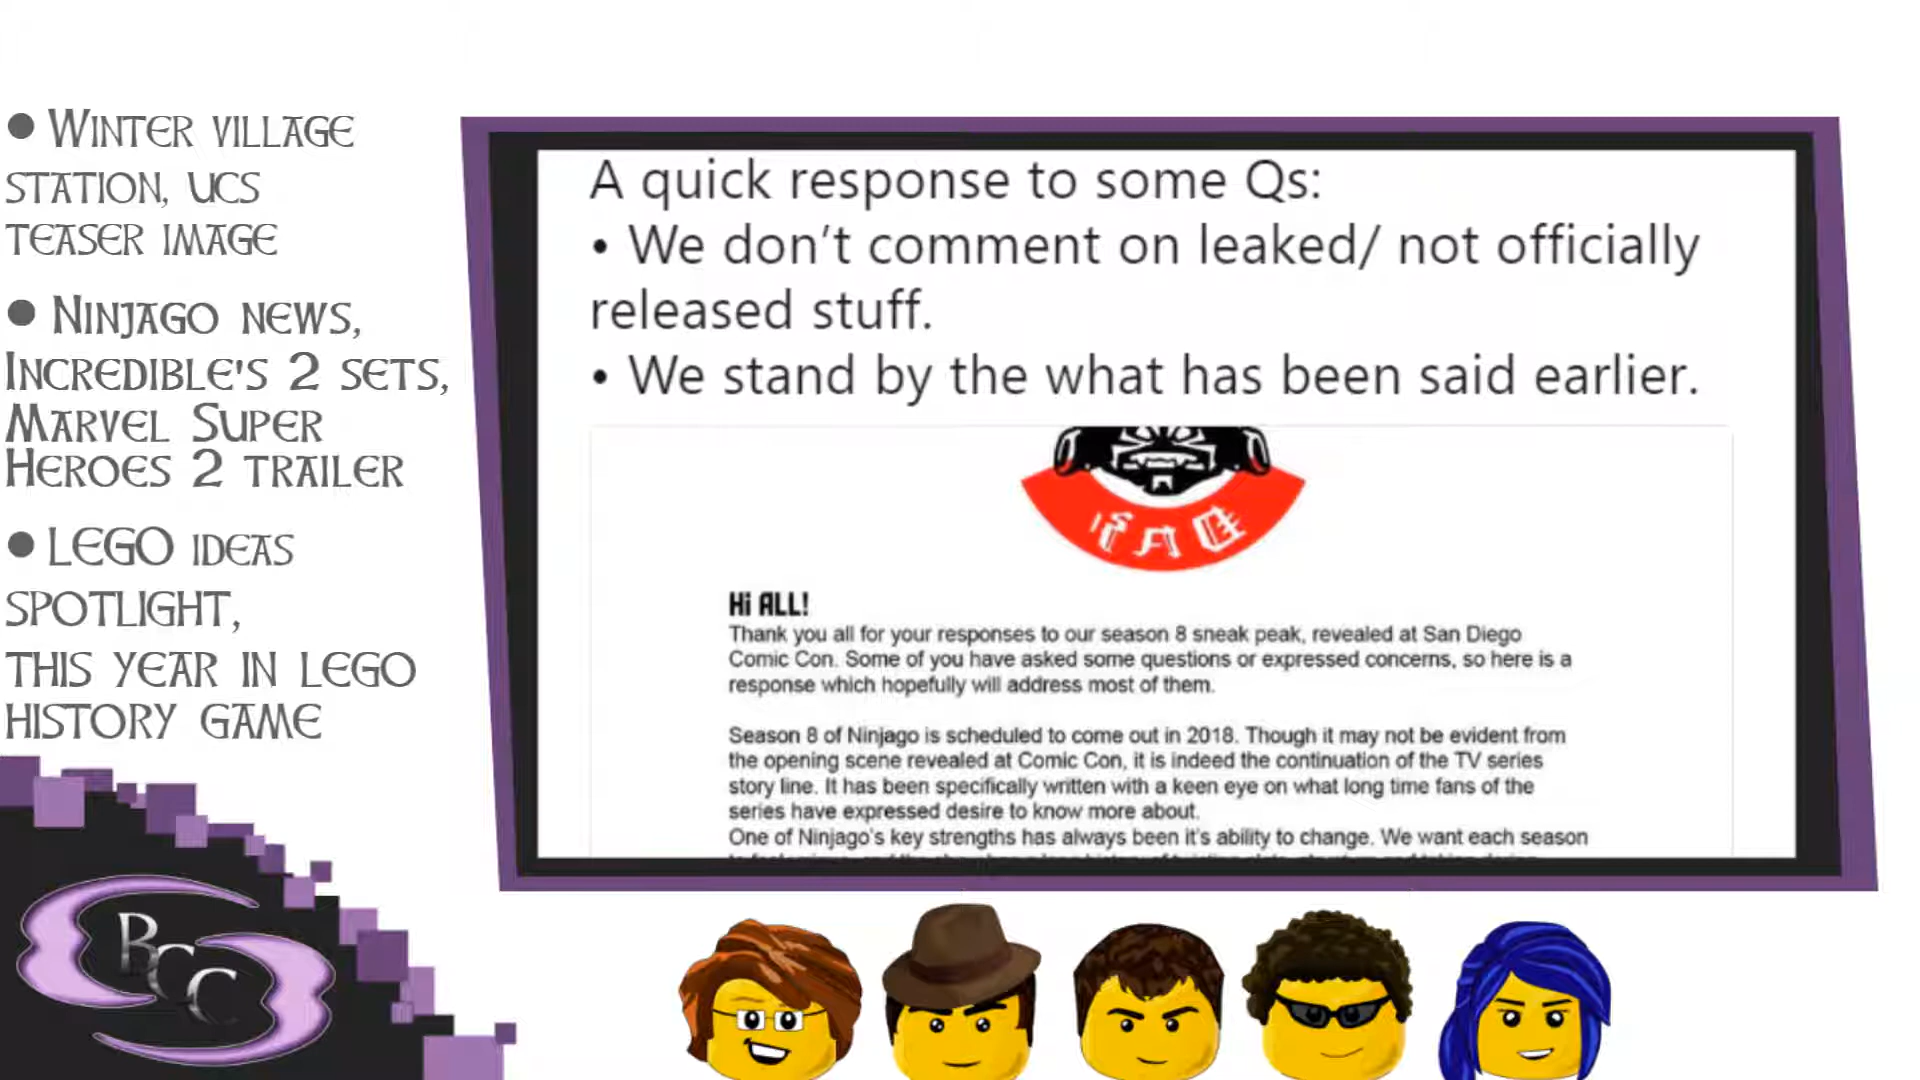 ● Winter village
station, UCS
teaser image
● Ninjago news,
Incredible's 2 sets,
Marvel Super
Heroes 2 trailer
● LEGO ideas
spotlight,
this year in LEGO
history game
BCC
A quick response to some Qs:
• We don't comment on leaked/ not officially
released stuff.
• We stand by the what has been said earlier.
FAQ
Hi ALL!
Thank you all for your responses to our season 8 sneak peak, revealed at San Diego
Comic Con. Some of you have asked some questions or expressed concerns, so here is a
response which hopefully will address most of them.
Season 8 of Ninjago is scheduled to come out in 2018. Though it may not be evident from
the opening scene revealed at Comic Con, it is indeed the continuation of the TV series
story line. It has been specifically written with a keen eye on what long time fans of the
series have expressed desire to know more about.
One of Ninjago's key strengths has always been it's ability to change. We want each season